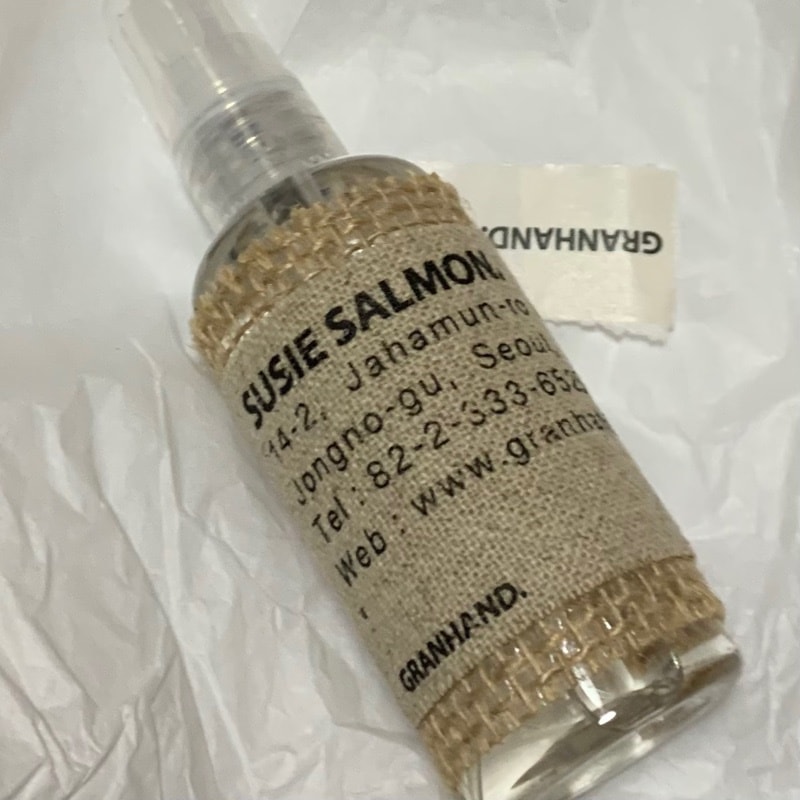 SUSIE SALMON.
14-2, Jahamun-ro
Jongno-gu, Seoul,
Tel : 82-2-333-652
Web : www.granha
GRANHAND.
GRANHAND.